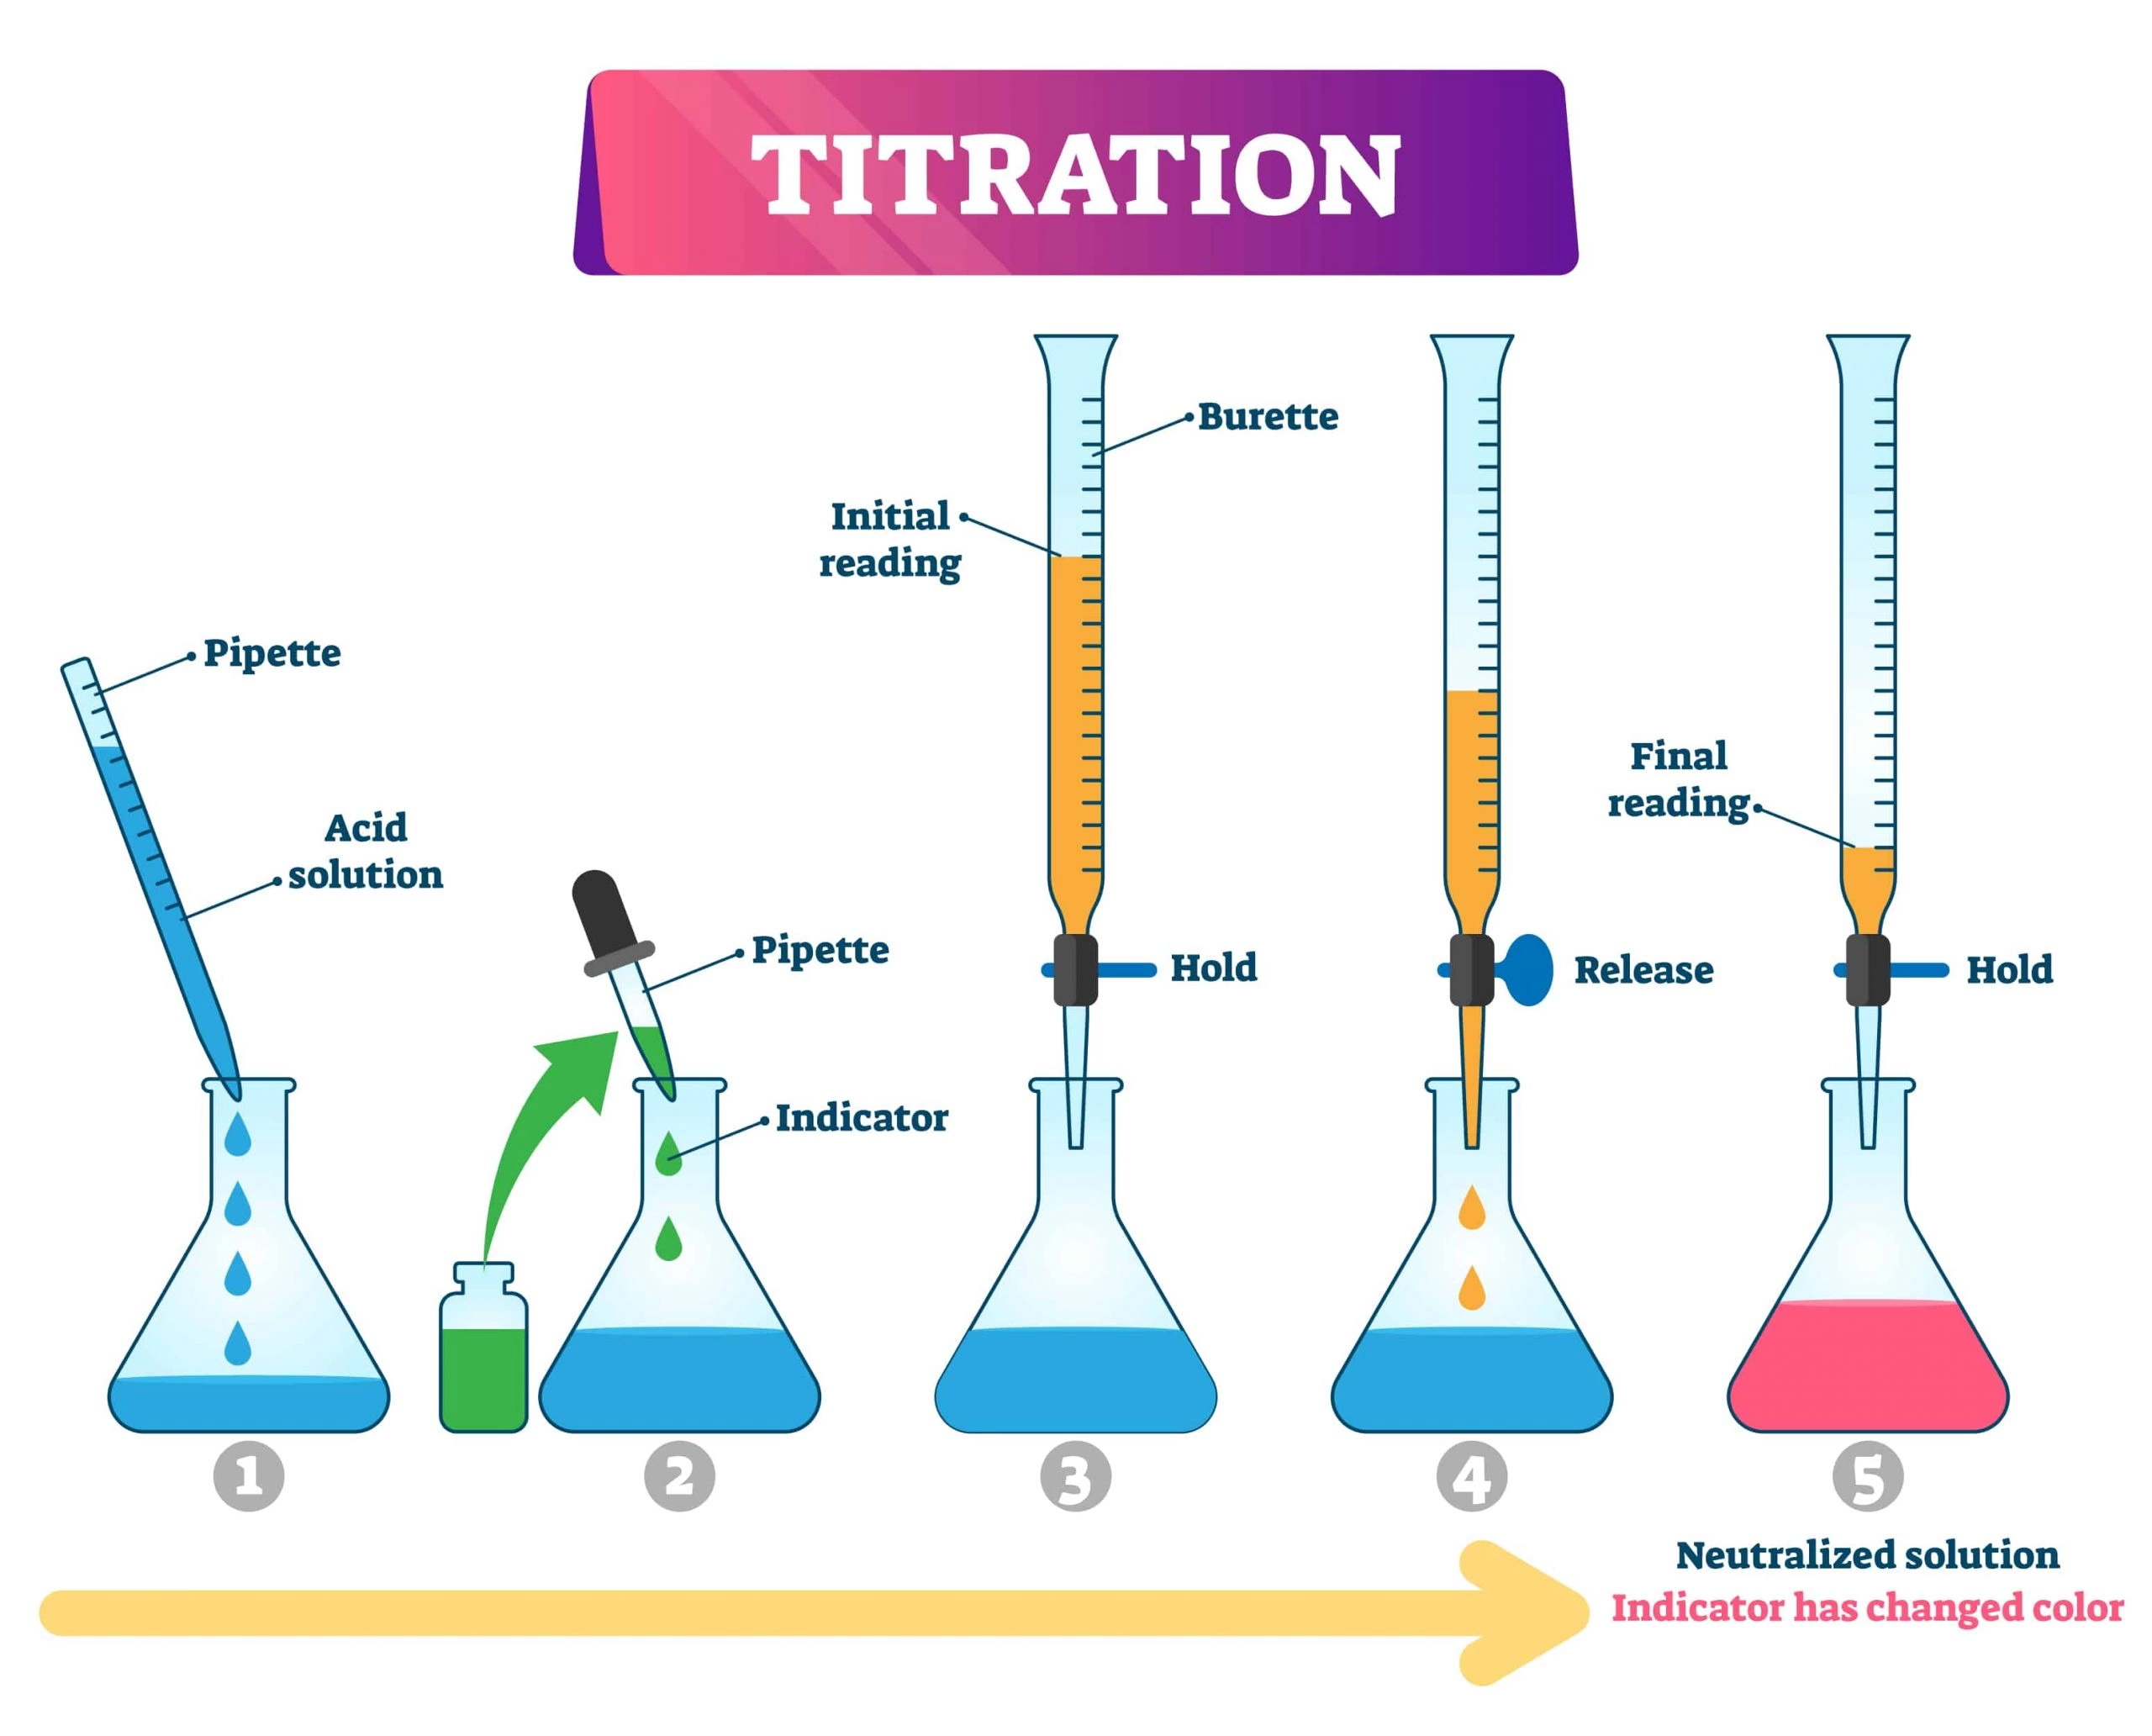 TITRATION
Burette
Initial
reading
Pipette
Acid
solution
Pipette
Indicator
Final
reading
Hold
Release
Hold
1
2
3
4
5
Neutralized solution
Indicator has changed color